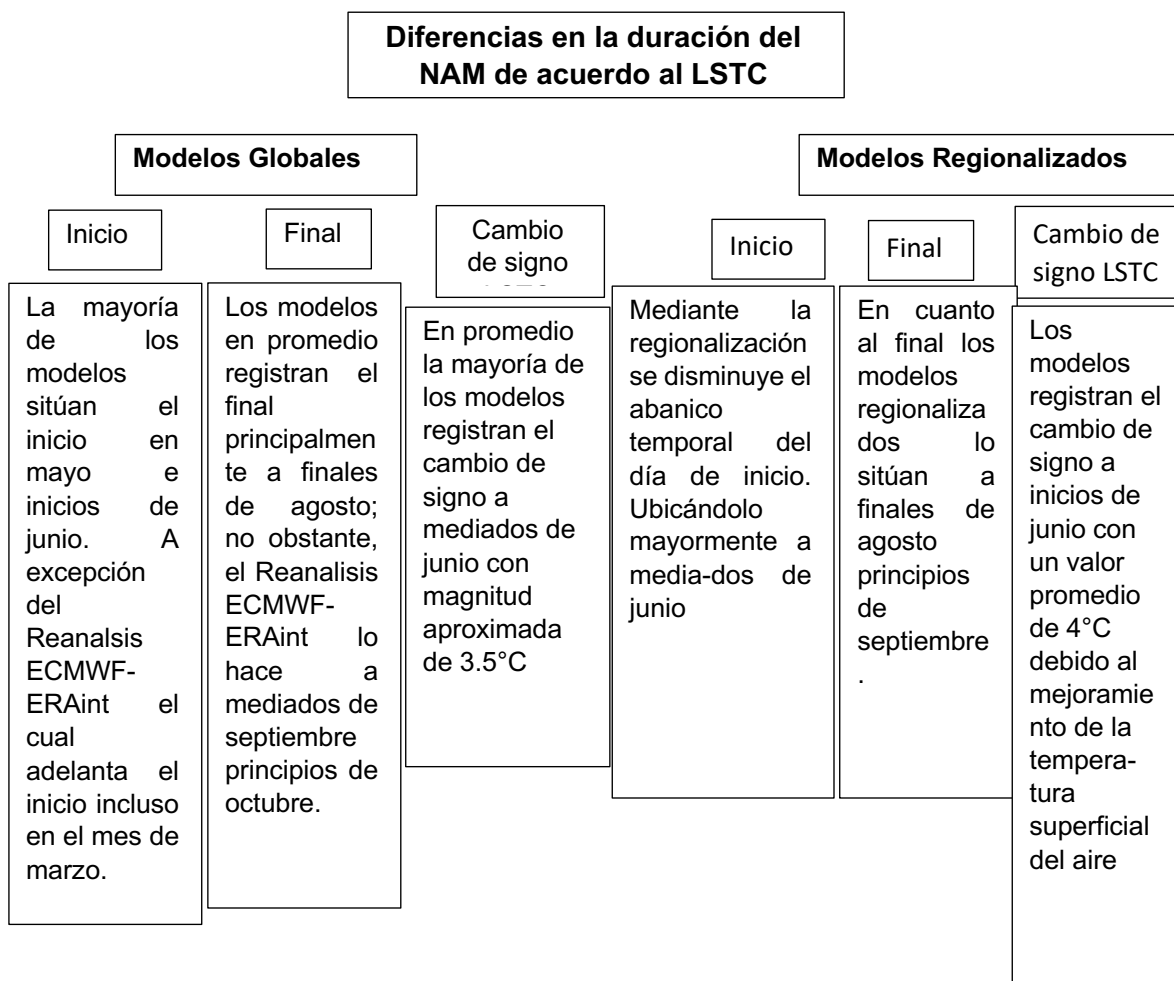 Diferencias en la duración del
NAM de acuerdo al LSTC
Modelos Globales
Inicio
La mayoría
de los
modelos
sitúan el
inicio en
mayo e
inicios de
junio. A
excepción
del
Reanalsis
ECMWF-
ERAint el
cual
adelanta el
inicio incluso
en el mes de
marzo.
Final
Los modelos
en promedio
registran el
final
principalmen
te a finales
de agosto;
no obstante,
el Reanalisis
ECMWF-
ERAint lo
hace a
mediados de
septiembre
principios de
octubre.
Cambio
de signo
En promedio
la mayoría de
los modelos
registran el
cambio de
signo a
mediados de
junio con
magnitud
aproximada
de 3.5°C
Modelos Regionalizados
Inicio
Mediante la
regionalización
se disminuye el
abanico
temporal del
día de inicio.
Ubicándolo
mayormente a
media-dos de
junio
Final
En cuanto
al final los
modelos
regionaliza
dos lo
sitúan a
finales de
agosto
principios
de
septiembre
.
Cambio de
signo LSTC
Los
modelos
registran el
cambio de
signo a
inicios de
junio con
un valor
promedio
de 4°C
debido al
mejoramie
nto de la
tempera-
tura
superficial
del aire